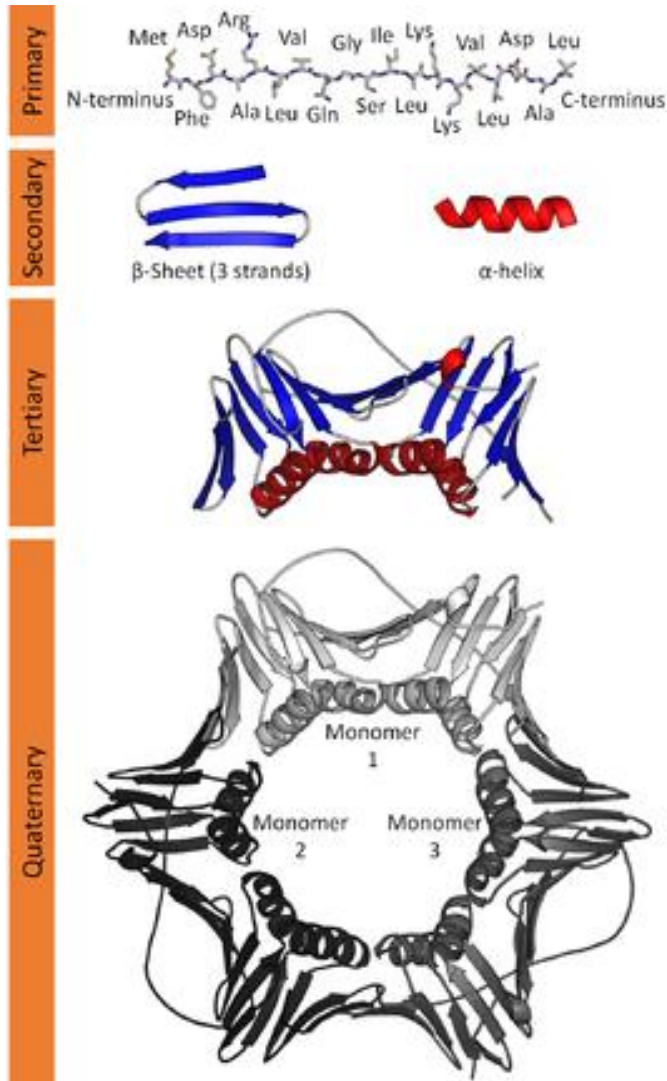 Primary
Met Asp Arg Val Gly Ile Lys Val Asp Leu
N-terminus C-terminus
Phe Ala Leu Gln Ser Leu Lys Leu Ala
Secondary
β-Sheet (3 strands) α-helix
Tertiary
Quaternary
Monomer
1
Monomer Monomer
2 3